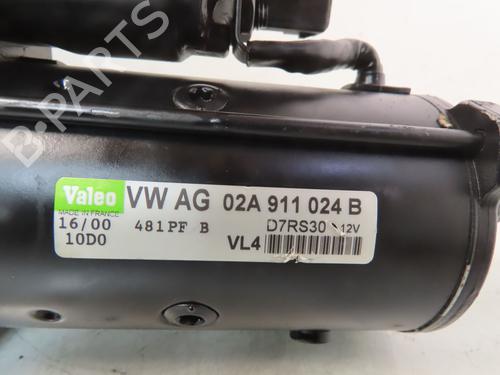 B-PARTS
Valeo VW AG 02A 911 024 B
MADE IN FRANCE
16/00 481PF B D7RS30 12V
10D0 VL4